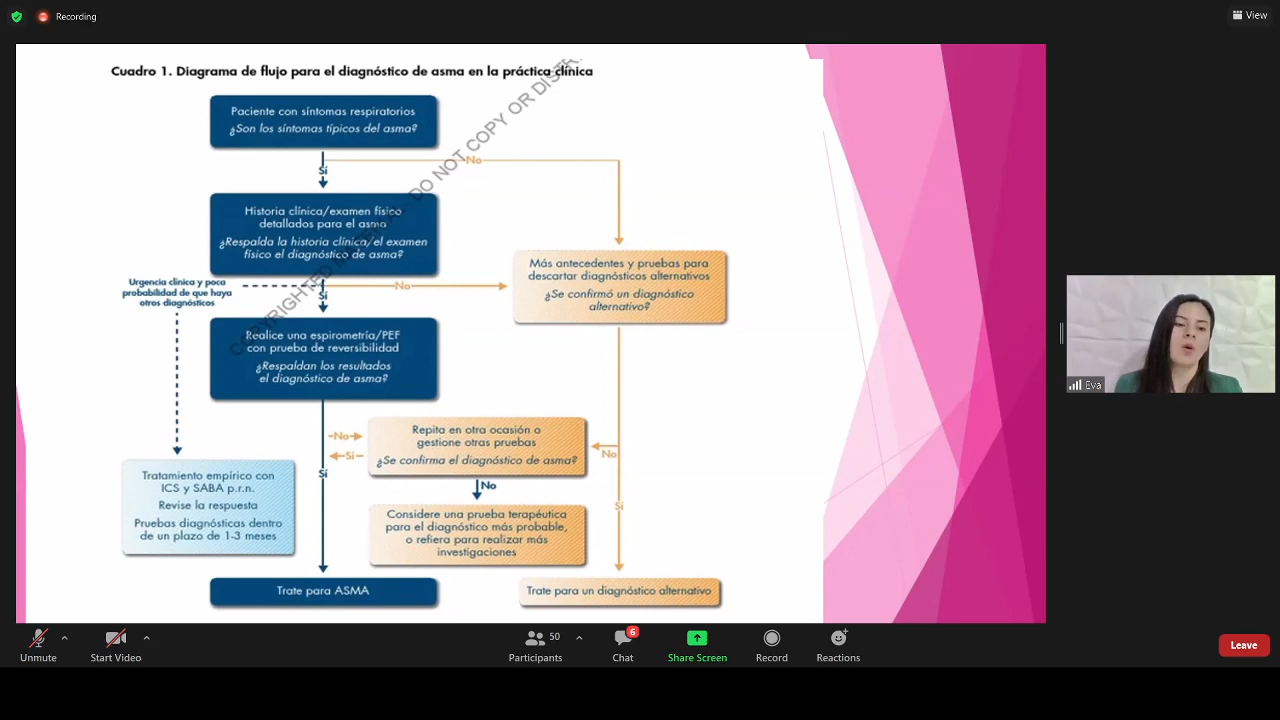 Recording
View
Cuadro 1. Diagrama de flujo para el diagnóstico de asma en la práctica clínica
COPYRIGHTED MATERIAL - DO NOT COPY OR DISTR
Paciente con síntomas respiratorios
¿Son los síntomas típicos del asma?
No
Sí
Historia clínica/examen físico
detallados para el asma
¿Respalda la historia clínica/el examen
físico el diagnóstico de asma?
Más antecedentes y pruebas para
descartar diagnósticos alternativos
¿Se confirmó un diagnóstico
alternativo?
Urgencia clínica y poca
probabilidad de que haya
otros diagnósticos
No
Sí
Realice una espirometría/PEF
con prueba de reversibilidad
¿Respaldan los resultados
el diagnóstico de asma?
No
Sí
Repita en otra ocasión o
gestione otras pruebas
¿Se confirma el diagnóstico de asma?
No
Sí
No
Sí
Tratamiento empírico con
ICS y SABA p.r.n.
Revise la respuesta
Pruebas diagnósticas dentro
de un plazo de 1-3 meses
Considere una prueba terapéutica
para el diagnóstico más probable,
o refiera para realizar más
investigaciones
Trate para ASMA
Trate para un diagnóstico alternativo
Eva
Unmute
Start Video
50
Participants
6
Chat
Share Screen
Record
Reactions
Leave